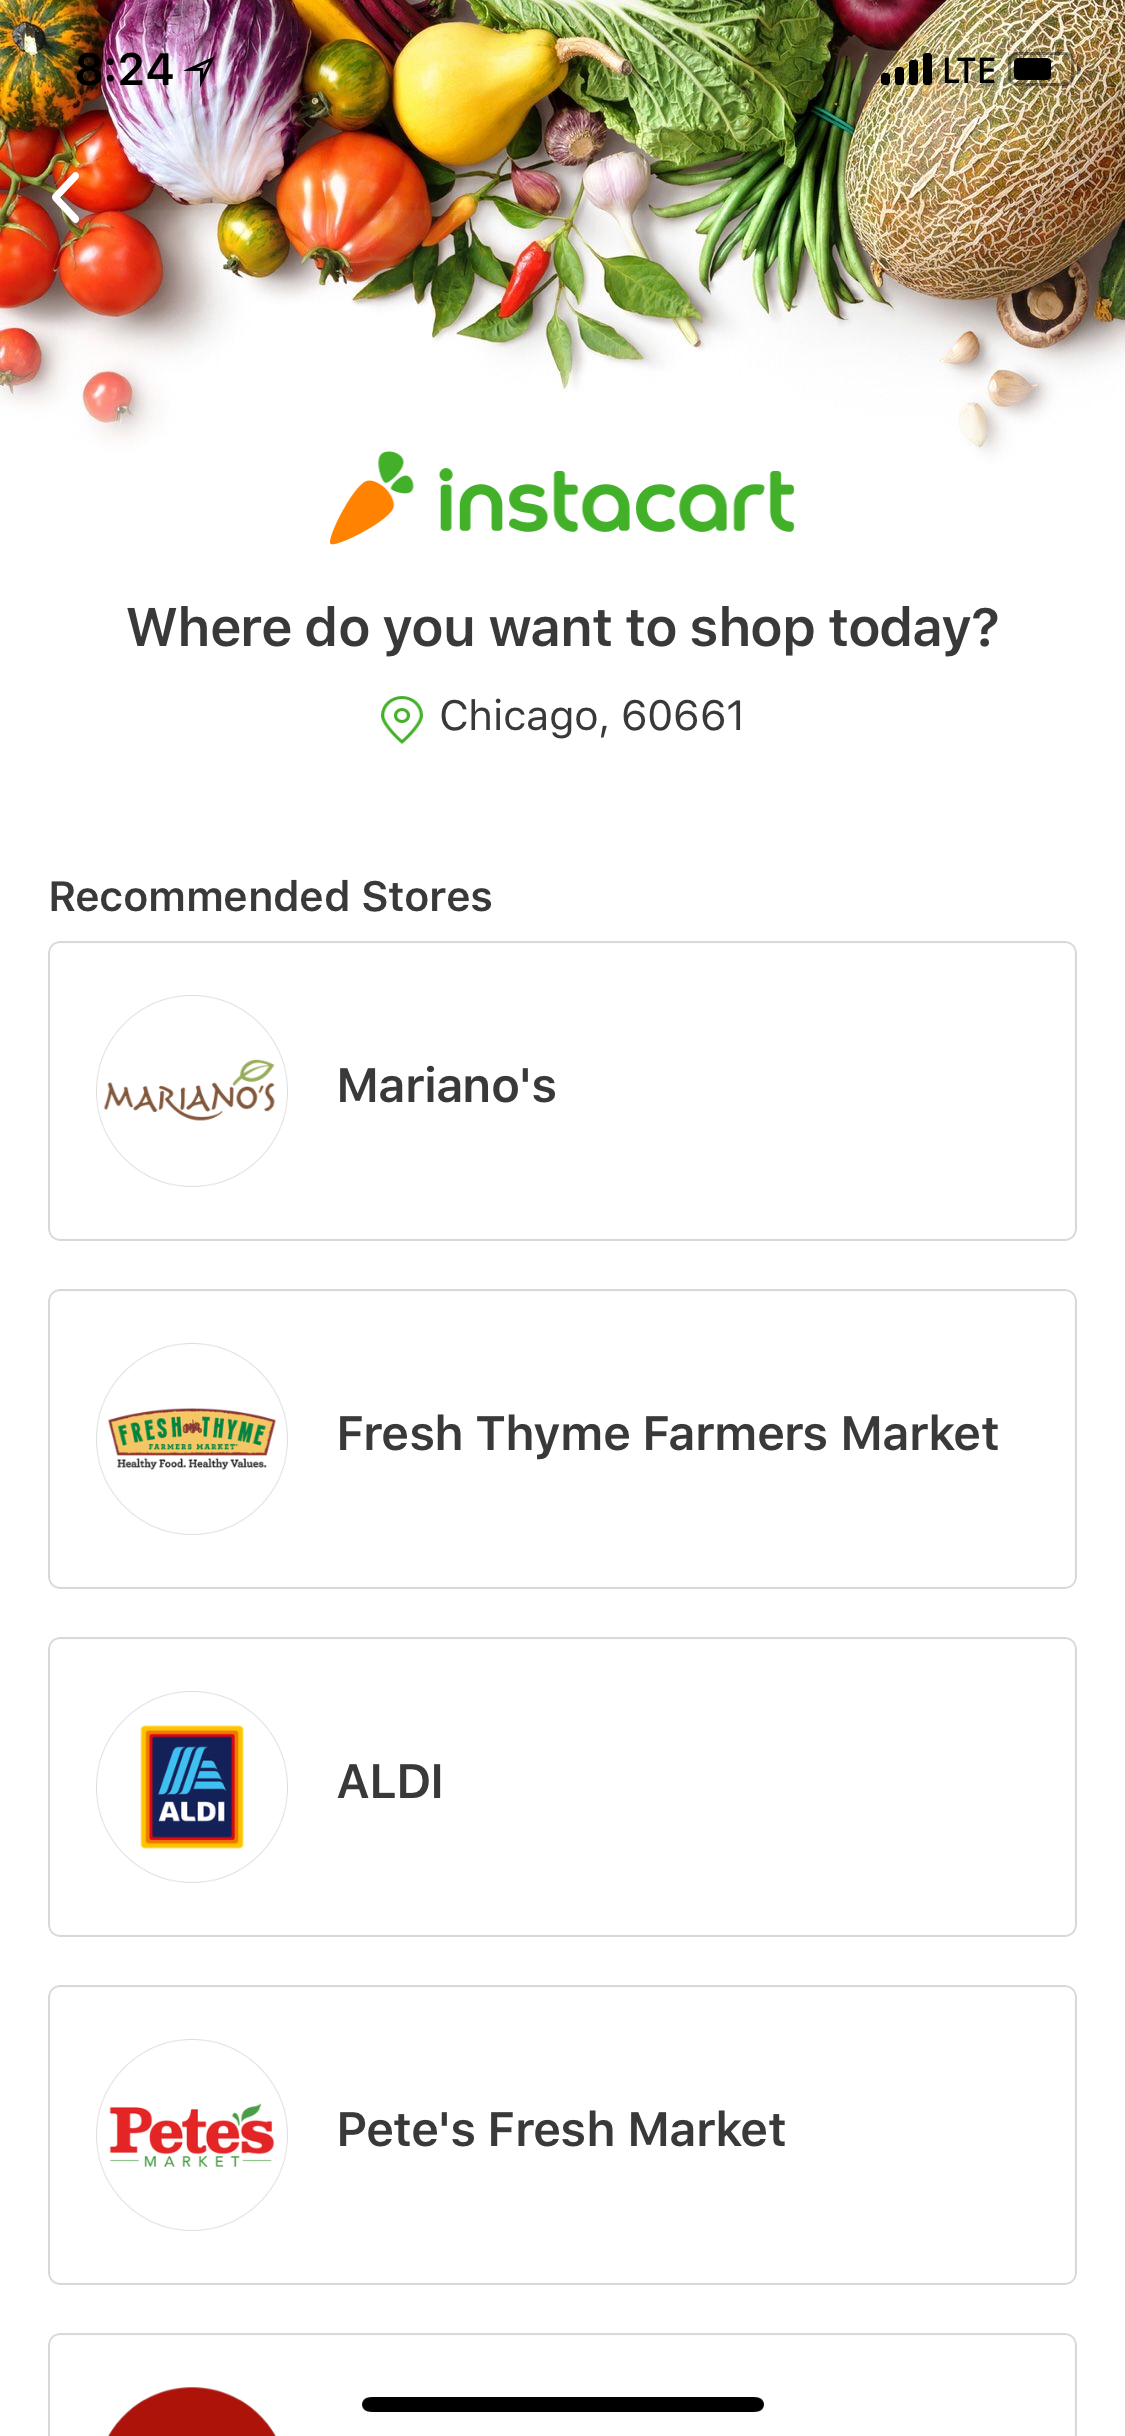 8:24
LTE
instacart
Where do you want to shop today?
Chicago, 60661
Recommended Stores
MARIANO'S
Mariano's
FRESH THYME
FARMERS MARKET
Healthy Food. Healthy Values.
Fresh Thyme Farmers Market
ALDI
ALDI
Pete's
MARKET
Pete's Fresh Market